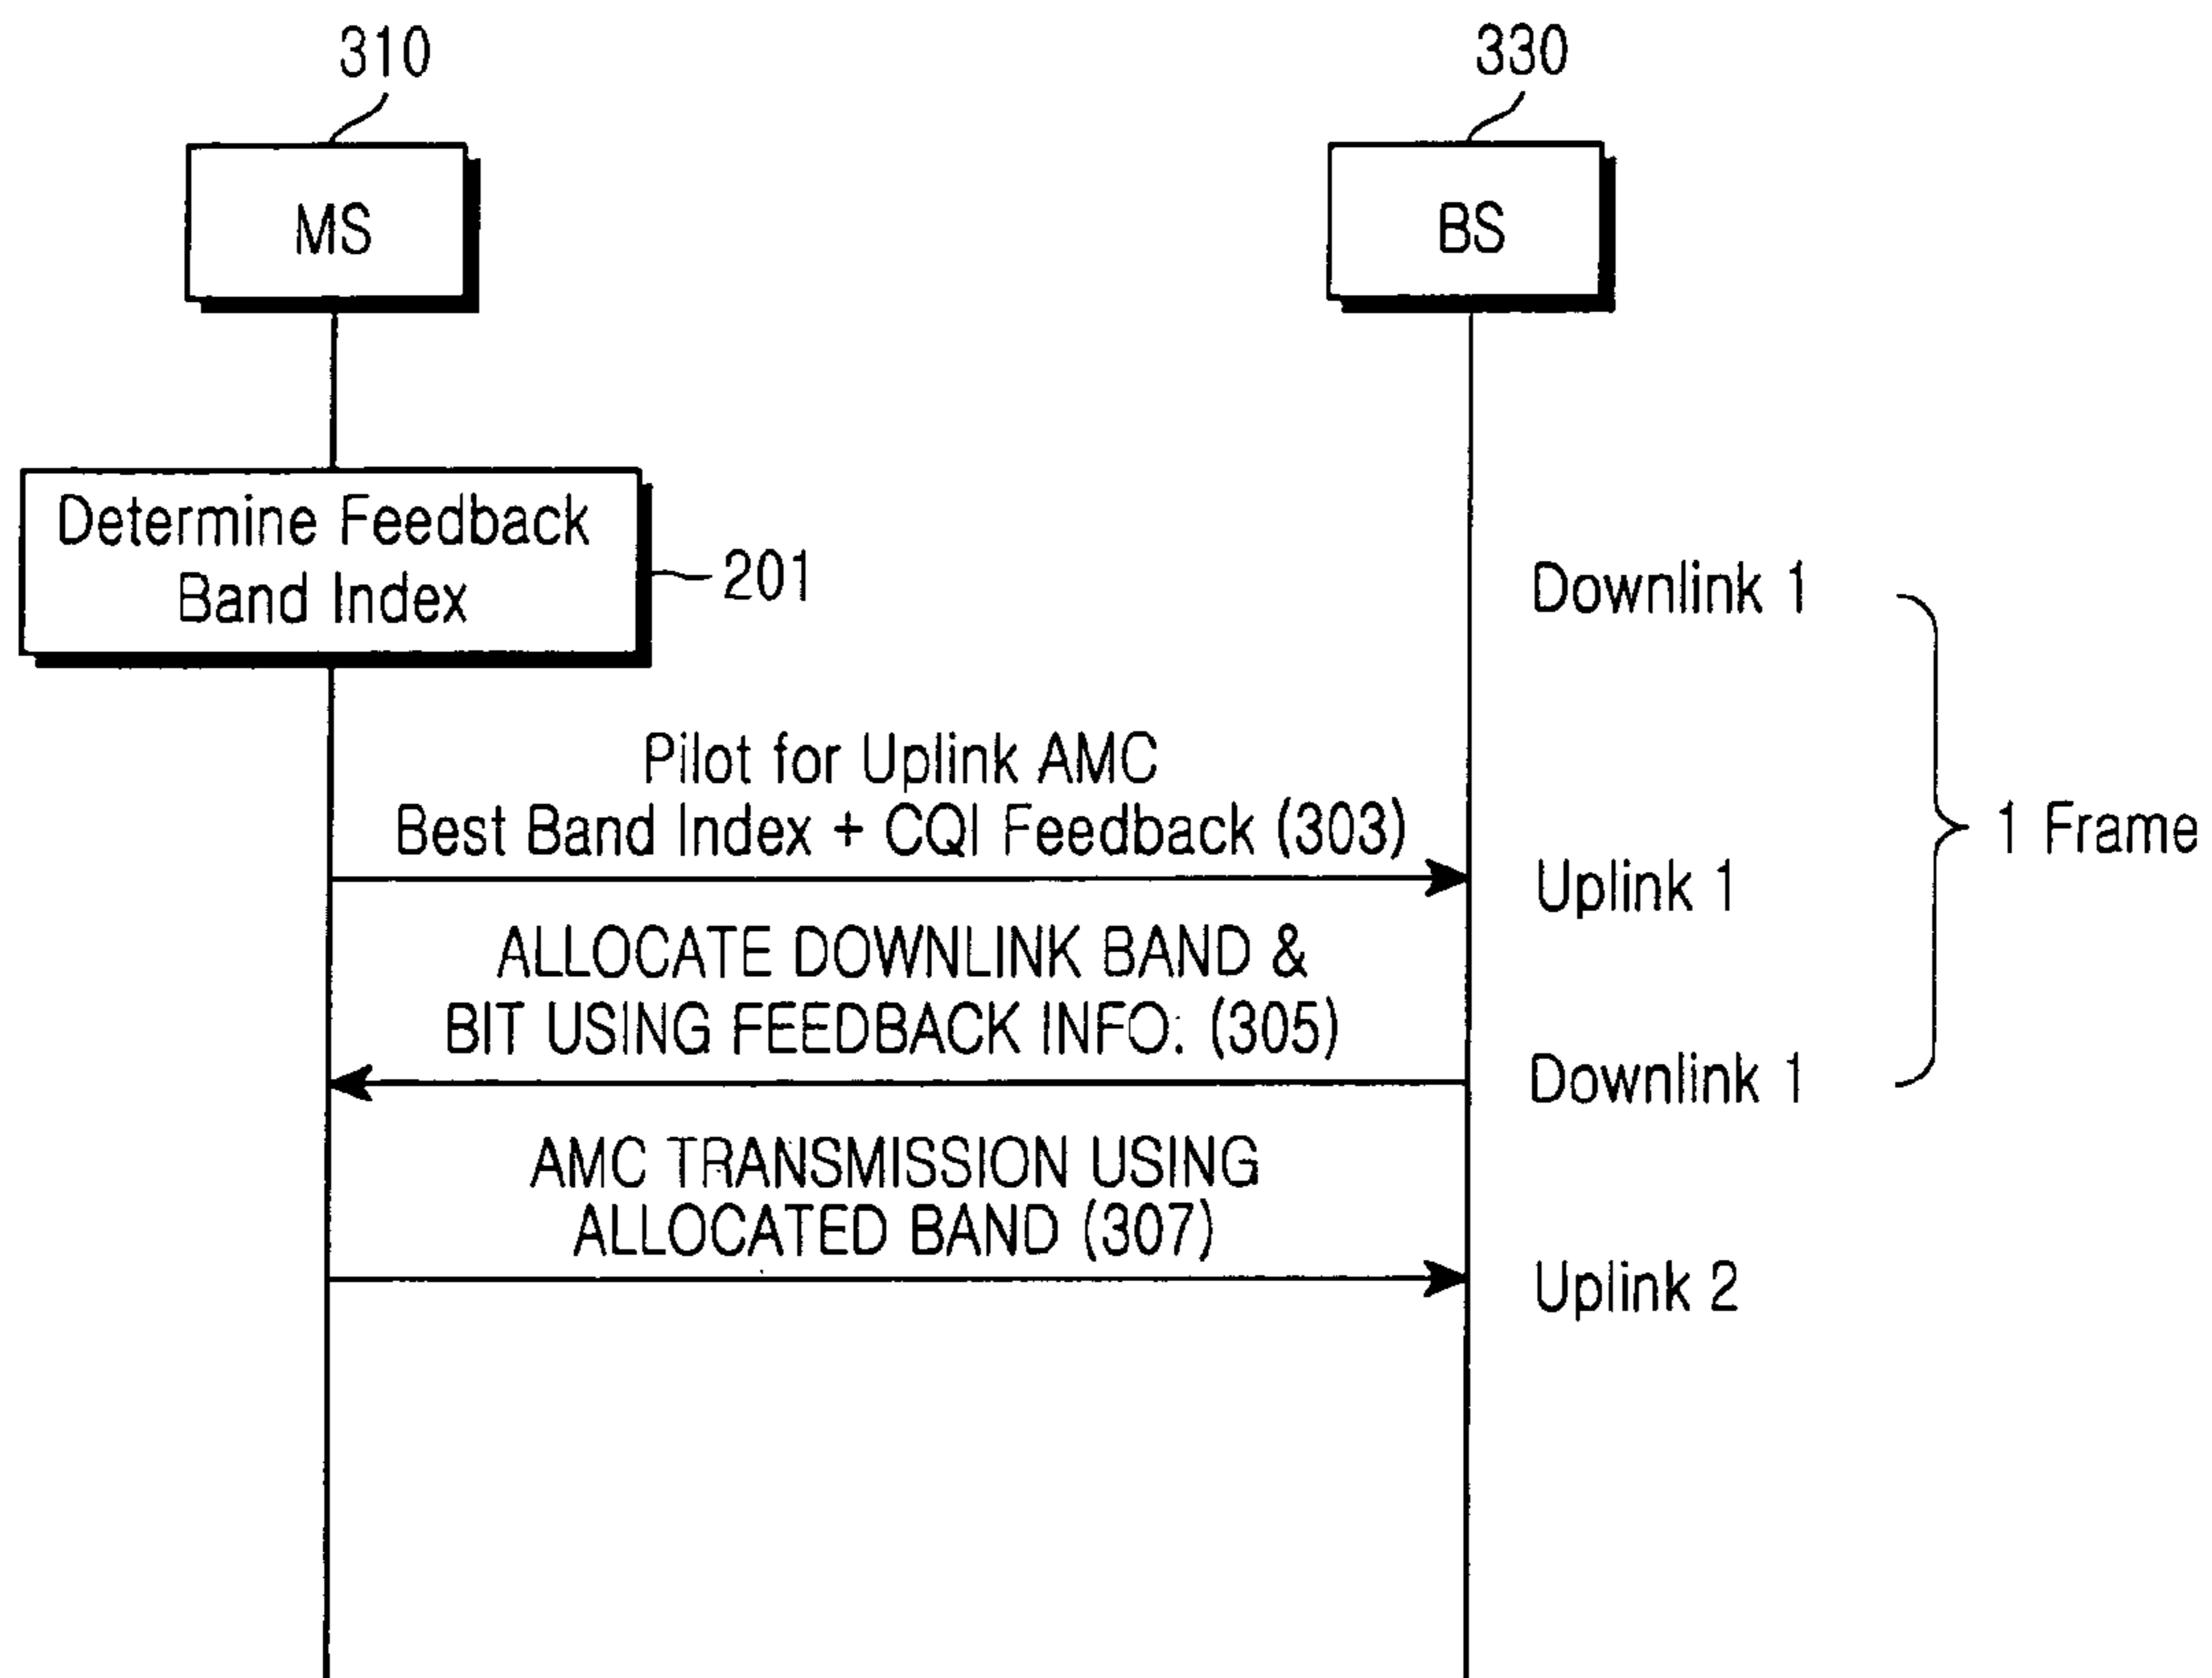 310
330
MS
BS
Determine Feedback
Band Index
201
Downlink 1
Pilot for Uplink AMC
Best Band Index + CQI Feedback (303)
1 Frame
Uplink 1
ALLOCATE DOWNLINK BAND &
BIT USING FEEDBACK INFO. (305)
Downlink 1
AMC TRANSMISSION USING
ALLOCATED BAND (307)
Uplink 2